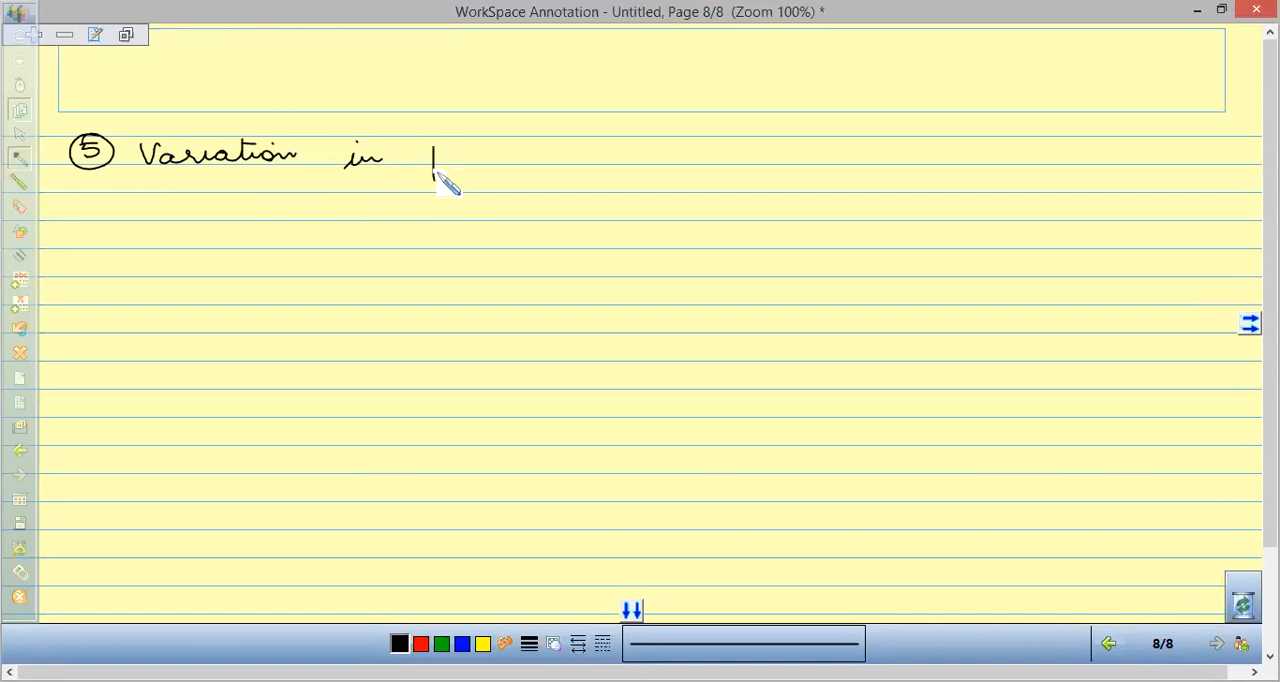 WorkSpace Annotation - Untitled, Page 8/8 (Zoom 100%) *
⑤ Variation in
8/8